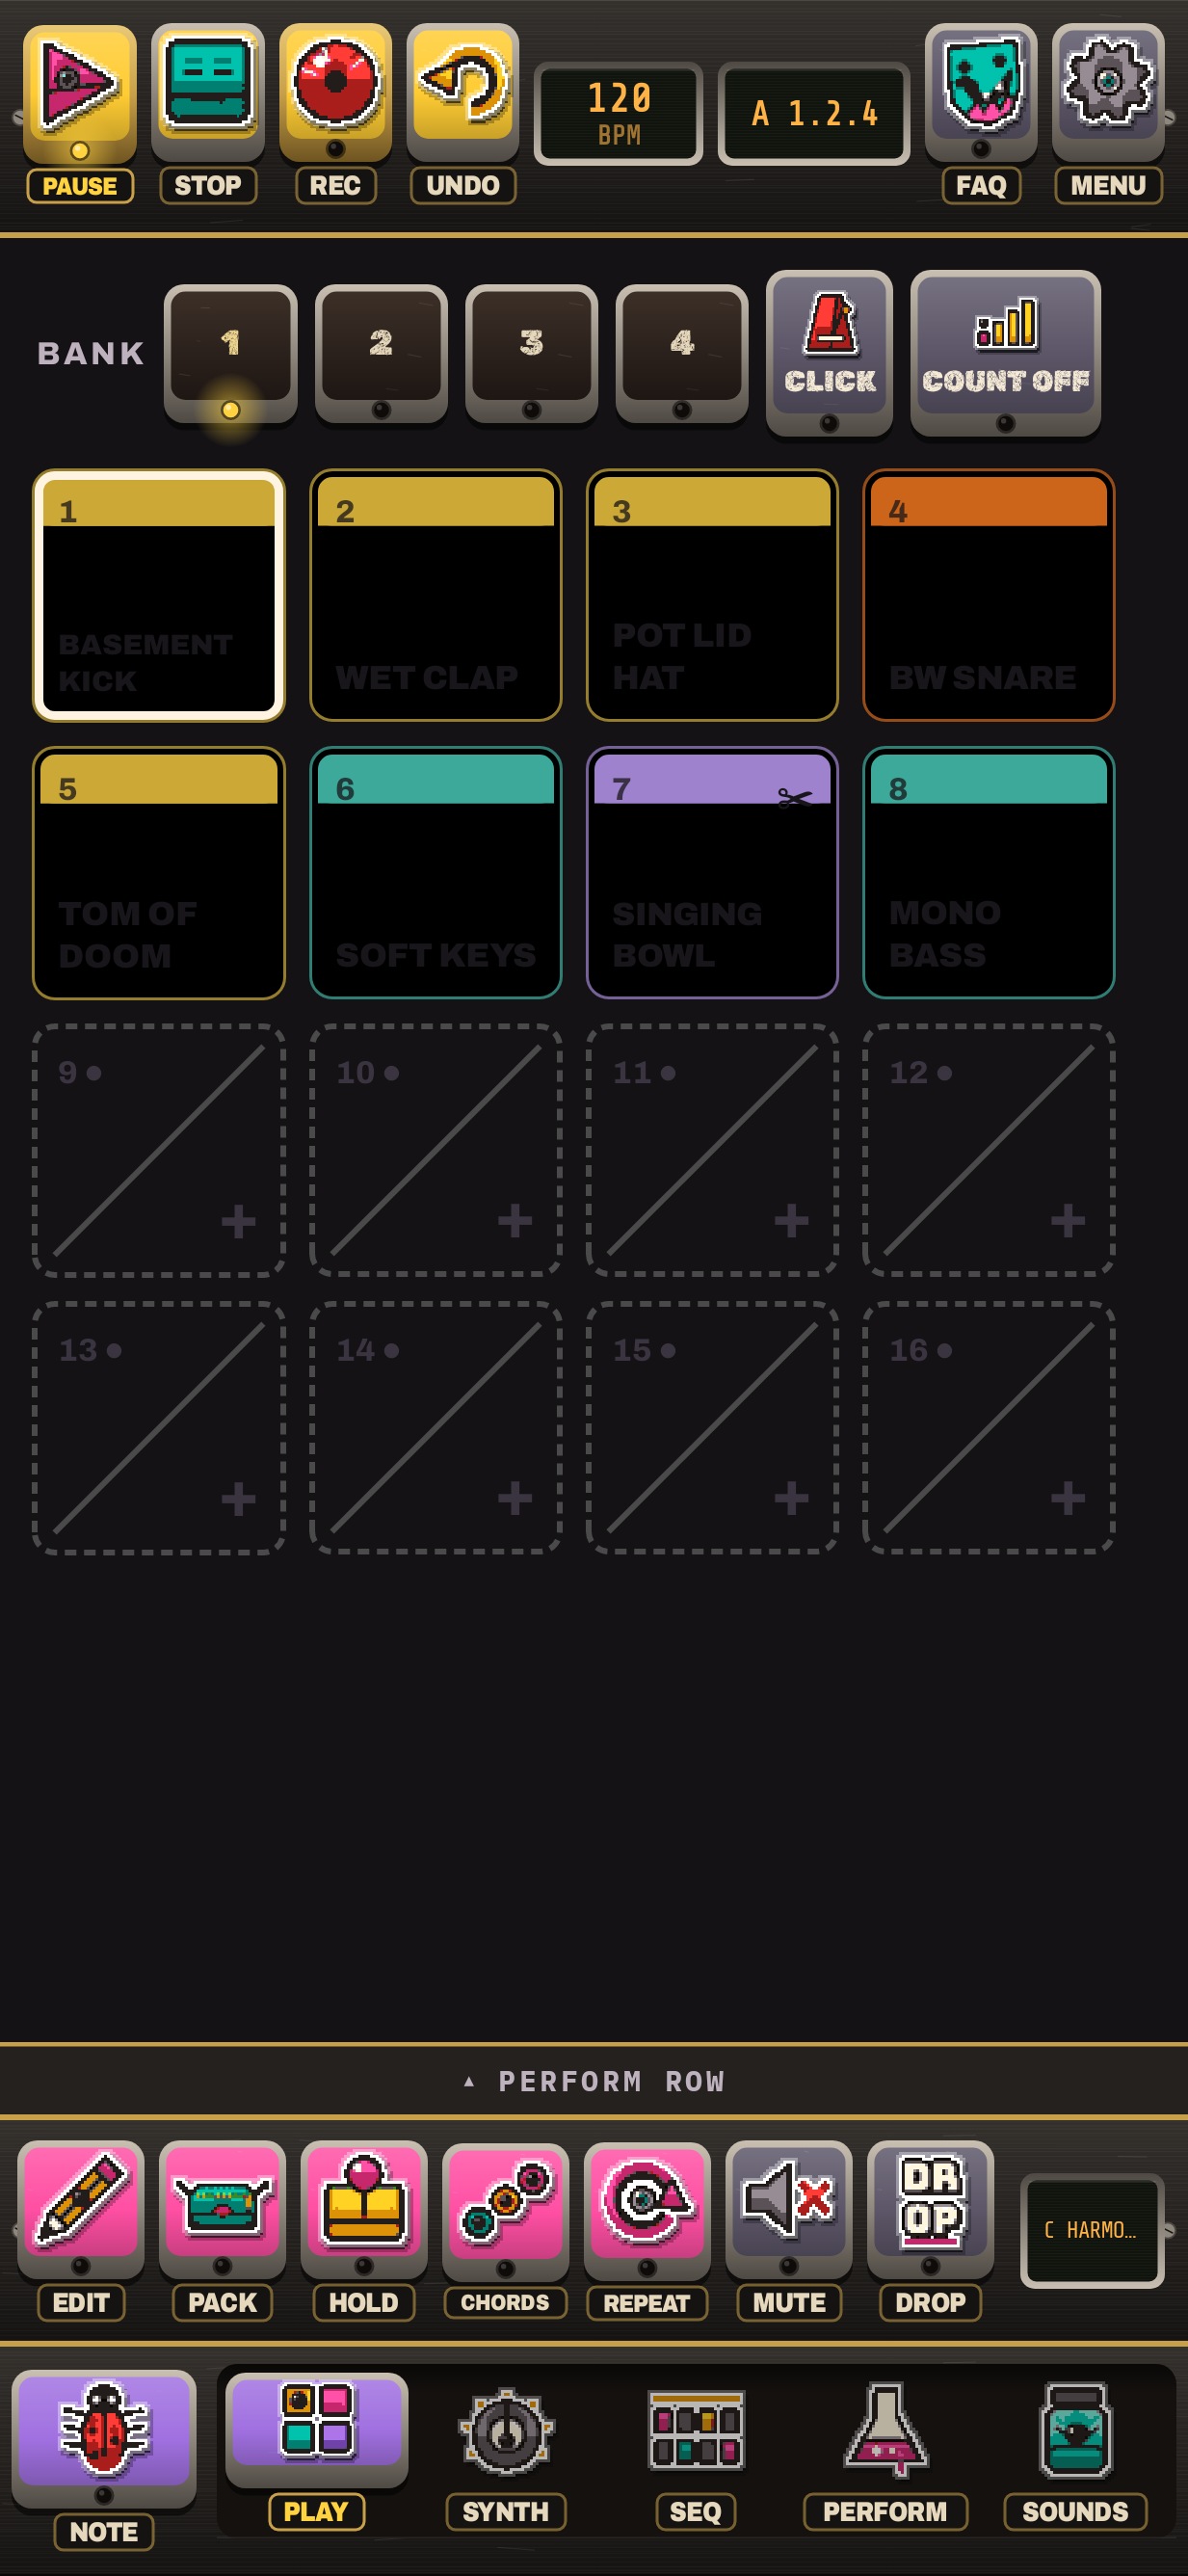 120
BPM
A 1.2.4
PAUSE
STOP
REC
UNDO
FAQ
MENU
BANK
1
2
3
4
CLICK
COUNT OFF
1
BASEMENT
KICK
2
WET CLAP
3
POT LID
HAT
4
BW SNARE
5
TOM OF
DOOM
6
SOFT KEYS
7
SINGING
BOWL
8
MONO
BASS
9
10
11
12
13
14
15
16
▲ PERFORM ROW
DR
OP
C HARMO…
EDIT
PACK
HOLD
CHORDS
REPEAT
MUTE
DROP
NOTE
PLAY
SYNTH
SEQ
PERFORM
SOUNDS